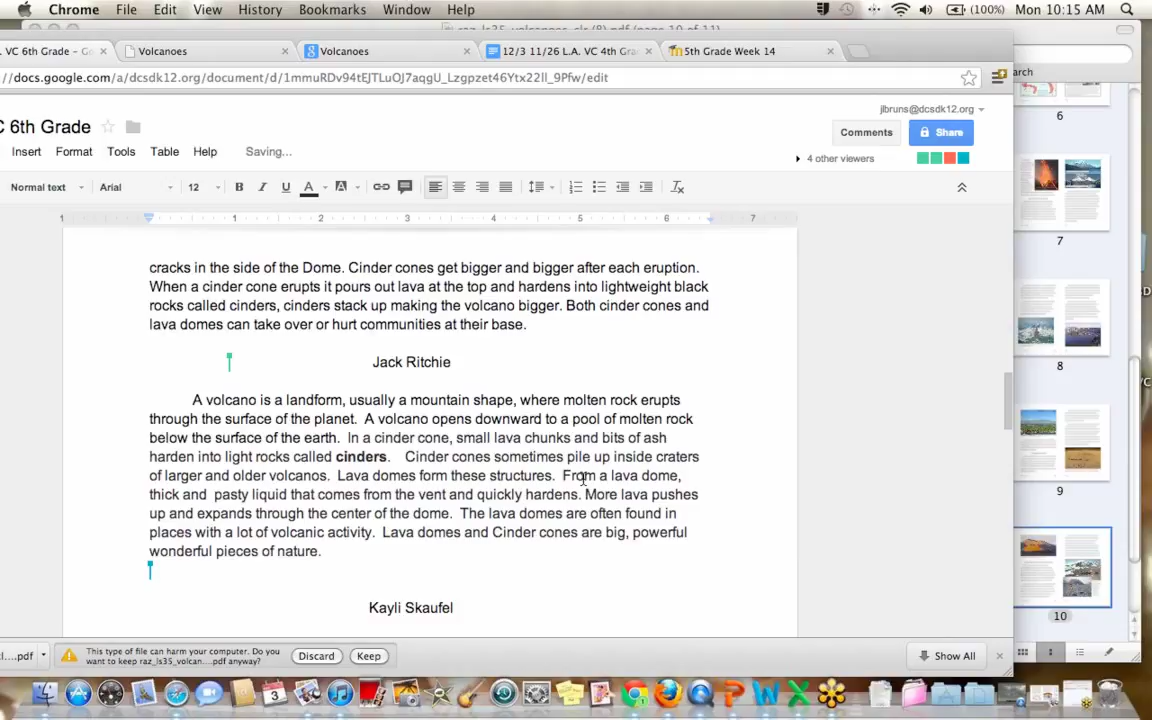 Chrome File Edit View History Bookmarks Window Help (100%) Mon 10:15 AM
VC 6th Grade – Go Volcanoes Volcanoes 12/3 11/26 L.A. VC 4th Gra 5th Grade Week 14
://docs.google.com/a/dcsdk12.org/document/d/1mmuRDv94tEJTLuOJ7aqgU_Lzgpzet46Ytx22ll_9Pfw/edit
arch
jlbruns@dcsdk12.org
C 6th Grade
Comments Share
Insert Format Tools Table Help Saving...
4 other viewers
Normal text Arial 12 B I U A A
1 1 2 3 4 5 6 7
cracks in the side of the Dome. Cinder cones get bigger and bigger after each eruption.
When a cinder cone erupts it pours out lava at the top and hardens into lightweight black
rocks called cinders, cinders stack up making the volcano bigger. Both cinder cones and
lava domes can take over or hurt communities at their base.
Jack Ritchie
A volcano is a landform, usually a mountain shape, where molten rock erupts
through the surface of the planet. A volcano opens downward to a pool of molten rock
below the surface of the earth. In a cinder cone, small lava chunks and bits of ash
harden into light rocks called cinders. Cinder cones sometimes pile up inside craters
of larger and older volcanos. Lava domes form these structures. From a lava dome,
thick and pasty liquid that comes from the vent and quickly hardens. More lava pushes
up and expands through the center of the dome. The lava domes are often found in
places with a lot of volcanic activity. Lava domes and Cinder cones are big, powerful
wonderful pieces of nature.
Kayli Skaufel
6
7
8
9
10
l....pdf
This type of file can harm your computer. Do you
want to keep raz_ls35_volcan....pdf anyway?
Discard Keep
Show All